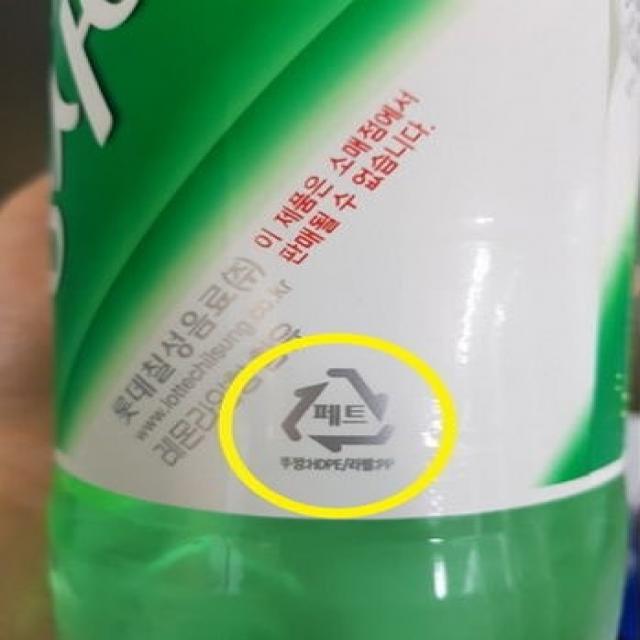 이 제품은 소매점에서
판매될 수 없습니다.
롯데칠성음료(주)
www.lottechilsung.co.kr
레몬라임향
페트
뚜껑:HDPE/라벨:PP